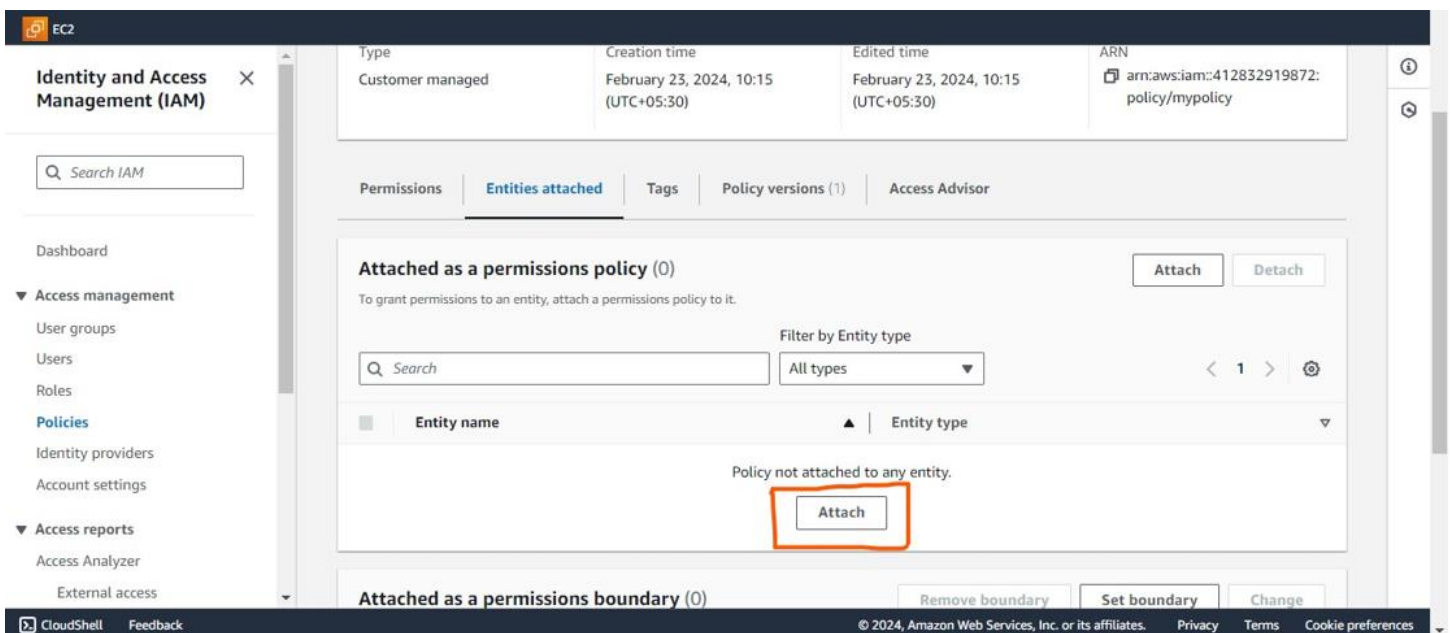 EC2
Identity and Access
Management (IAM)
Search IAM
Dashboard
Access management
User groups
Users
Roles
Policies
Identity providers
Account settings
Access reports
Access Analyzer
External access
Type
Customer managed
Creation time
February 23, 2024, 10:15
(UTC+05:30)
Edited time
February 23, 2024, 10:15
(UTC+05:30)
ARN
arn:aws:iam::412832919872:
policy/mypolicy
Permissions Entities attached Tags Policy versions (1) Access Advisor
Attached as a permissions policy (0)
Attach Detach
To grant permissions to an entity, attach a permissions policy to it.
Filter by Entity type
Search All types 1
Entity name Entity type
Policy not attached to any entity.
Attach
Attached as a permissions boundary (0)
Remove boundary Set boundary Change
CloudShell Feedback © 2024, Amazon Web Services, Inc. or its affiliates. Privacy Terms Cookie preferences